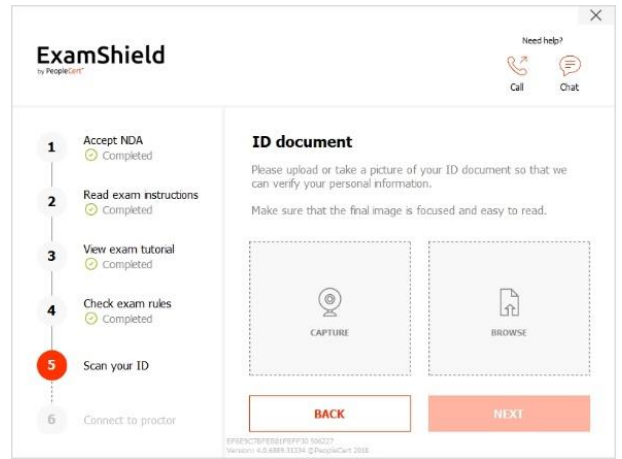 Need help?
ExamShield
by PeopleCert
Call
Chat
1
Accept NDA
Completed
2
Read exam instructions
Completed
3
View exam tutorial
Completed
4
Check exam rules
Completed
5
Scan your ID
6
Connect to proctor
ID document
Please upload or take a picture of your ID document so that we
can verify your personal information.
Make sure that the final image is focused and easy to read.
CAPTURE
BROWSE
BACK
NEXT
©PeopleCert 2018